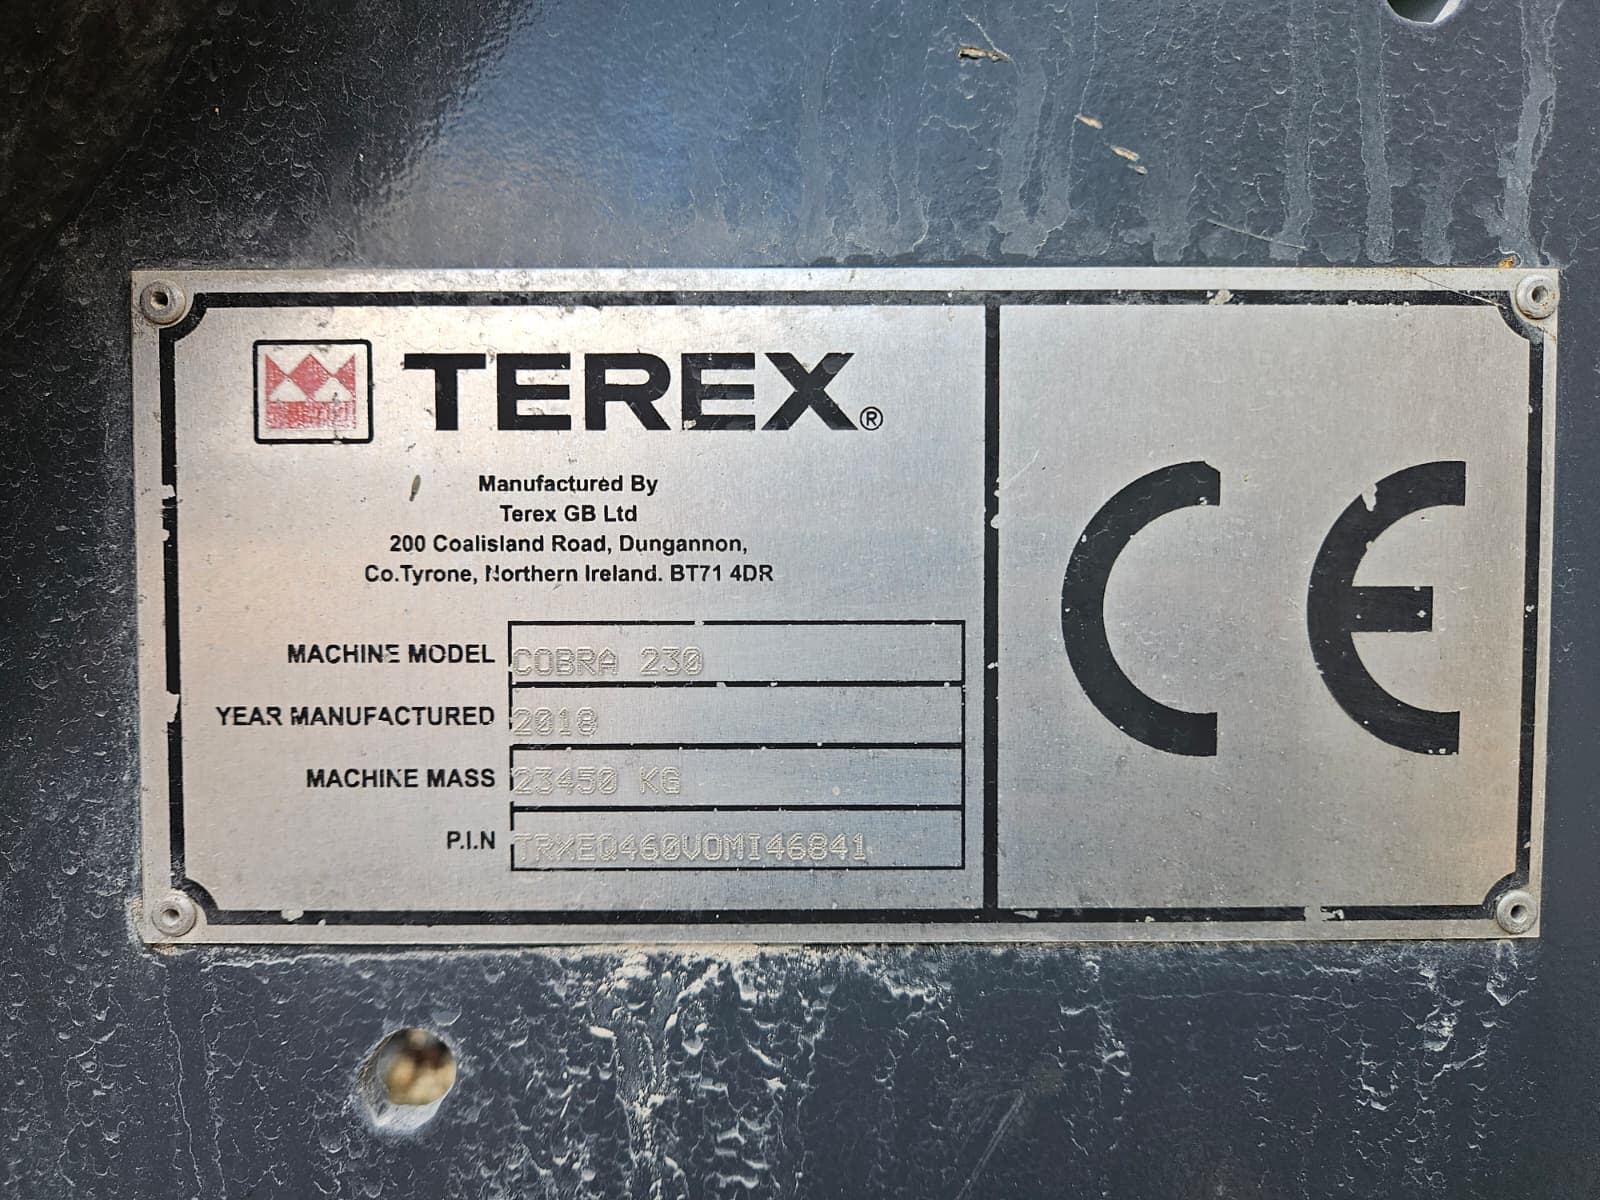 TEREX®
Manufactured By
Terex GB Ltd
200 Coalisland Road, Dungannon,
Co.Tyrone, Northern Ireland. BT71 4DR
MACHINE MODEL COBRA 230
YEAR MANUFACTURED 2018
MACHINE MASS 23450 KG
P.I.N TRXEQ460VOMI46841
CE